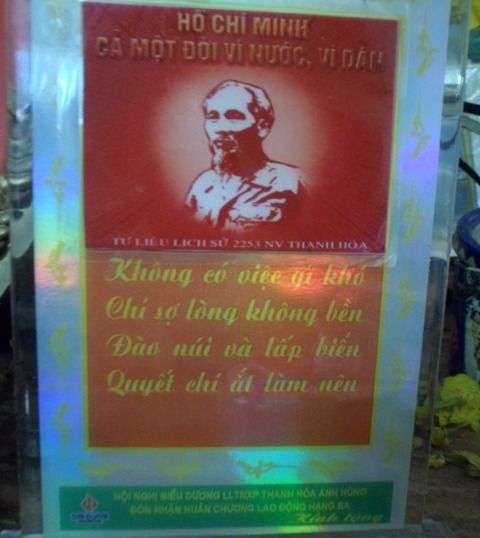 HỒ CHÍ MINH
CẢ MỘT ĐỜI VÌ NƯỚC, VÌ DÂN
TƯ LIỆU LỊCH SỬ 2253 NV THANH HÓA
Không có việc gì khó
Chỉ sợ lòng không bền
Đào núi và lấp biển
Quyết chí ắt làm nên
HỘI NGHỊ BIỂU DƯƠNG LLTNXP THANH HÓA ANH HÙNG
ĐÓN NHẬN HUÂN CHƯƠNG LAO ĐỘNG HẠNG BA
Kính tặng